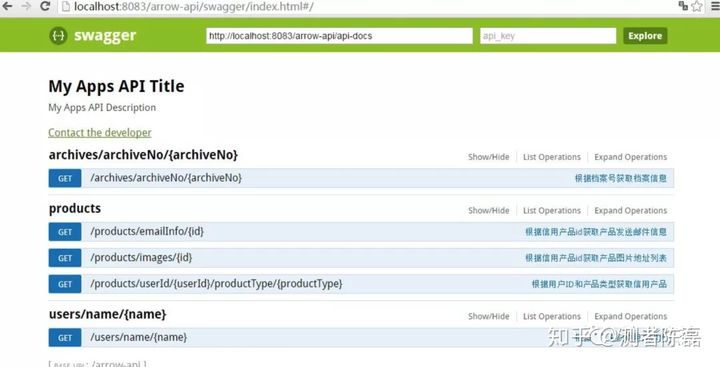 localhost:8083/arrow-api/swagger/index.html#/
swagger
http://localhost:8083/arrow-api/api-docs
api_key
Explore
My Apps API Title
My Apps API Description
Contact the developer
archives/archiveNo/{archiveNo}
Show/Hide
List Operations
Expand Operations
GET
/archives/archiveNo/{archiveNo}
根据档案号获取档案信息
products
Show/Hide
List Operations
Expand Operations
GET
/products/emailInfo/{id}
根据信用产品id获取产品发送邮件信息
GET
/products/images/{id}
根据信用产品id获取产品图片地址列表
GET
/products/userId/{userId}/productType/{productType}
根据用户ID和产品类型获取信用产品
users/name/{name}
Show/Hide
List Operations
Expand Operations
GET
/users/name/{name}
知乎 @测者陈磊
[ BASE URL: /arrow-api ]